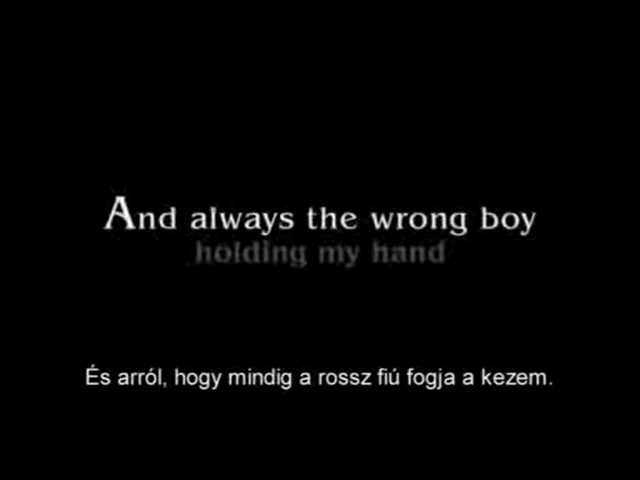 And always the wrong boy
holding my hand
És arról, hogy mindig a rossz fiú fogja a kezem.